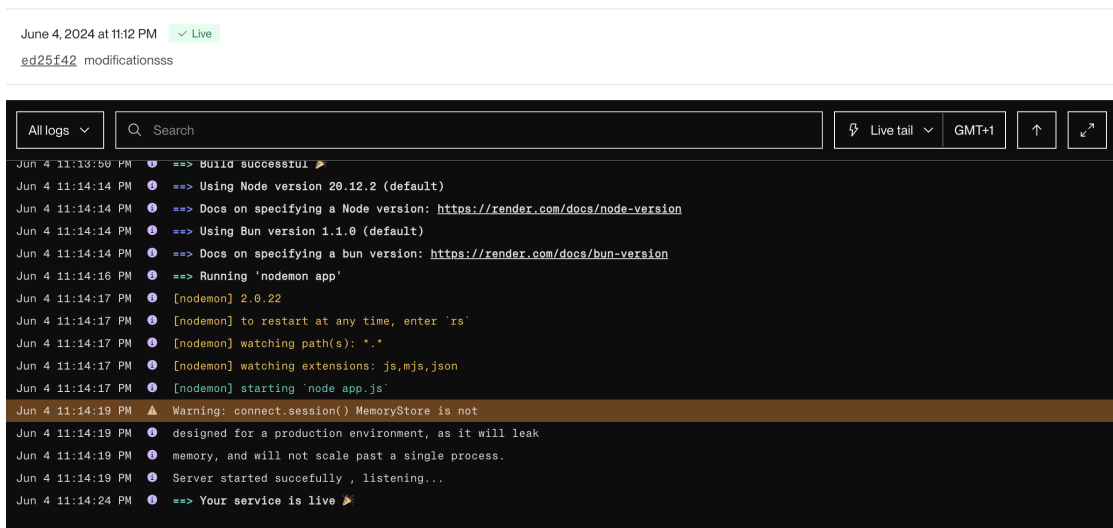 June 4, 2024 at 11:12 PM Live
ed25f42 modificationsss
All logs Search Live tail GMT+1
Jun 4 11:13:50 PM ==> Build successful 🎉
Jun 4 11:14:14 PM ==> Using Node version 20.12.2 (default)
Jun 4 11:14:14 PM ==> Docs on specifying a Node version: https://render.com/docs/node-version
Jun 4 11:14:14 PM ==> Using Bun version 1.1.0 (default)
Jun 4 11:14:14 PM ==> Docs on specifying a bun version: https://render.com/docs/bun-version
Jun 4 11:14:16 PM ==> Running 'nodemon app'
Jun 4 11:14:17 PM [nodemon] 2.0.22
Jun 4 11:14:17 PM [nodemon] to restart at any time, enter `rs`
Jun 4 11:14:17 PM [nodemon] watching path(s): *.*
Jun 4 11:14:17 PM [nodemon] watching extensions: js,mjs,json
Jun 4 11:14:17 PM [nodemon] starting `node app.js`
Jun 4 11:14:19 PM Warning: connect.session() MemoryStore is not
Jun 4 11:14:19 PM designed for a production environment, as it will leak
Jun 4 11:14:19 PM memory, and will not scale past a single process.
Jun 4 11:14:19 PM Server started succefully , listening...
Jun 4 11:14:24 PM ==> Your service is live 🎉